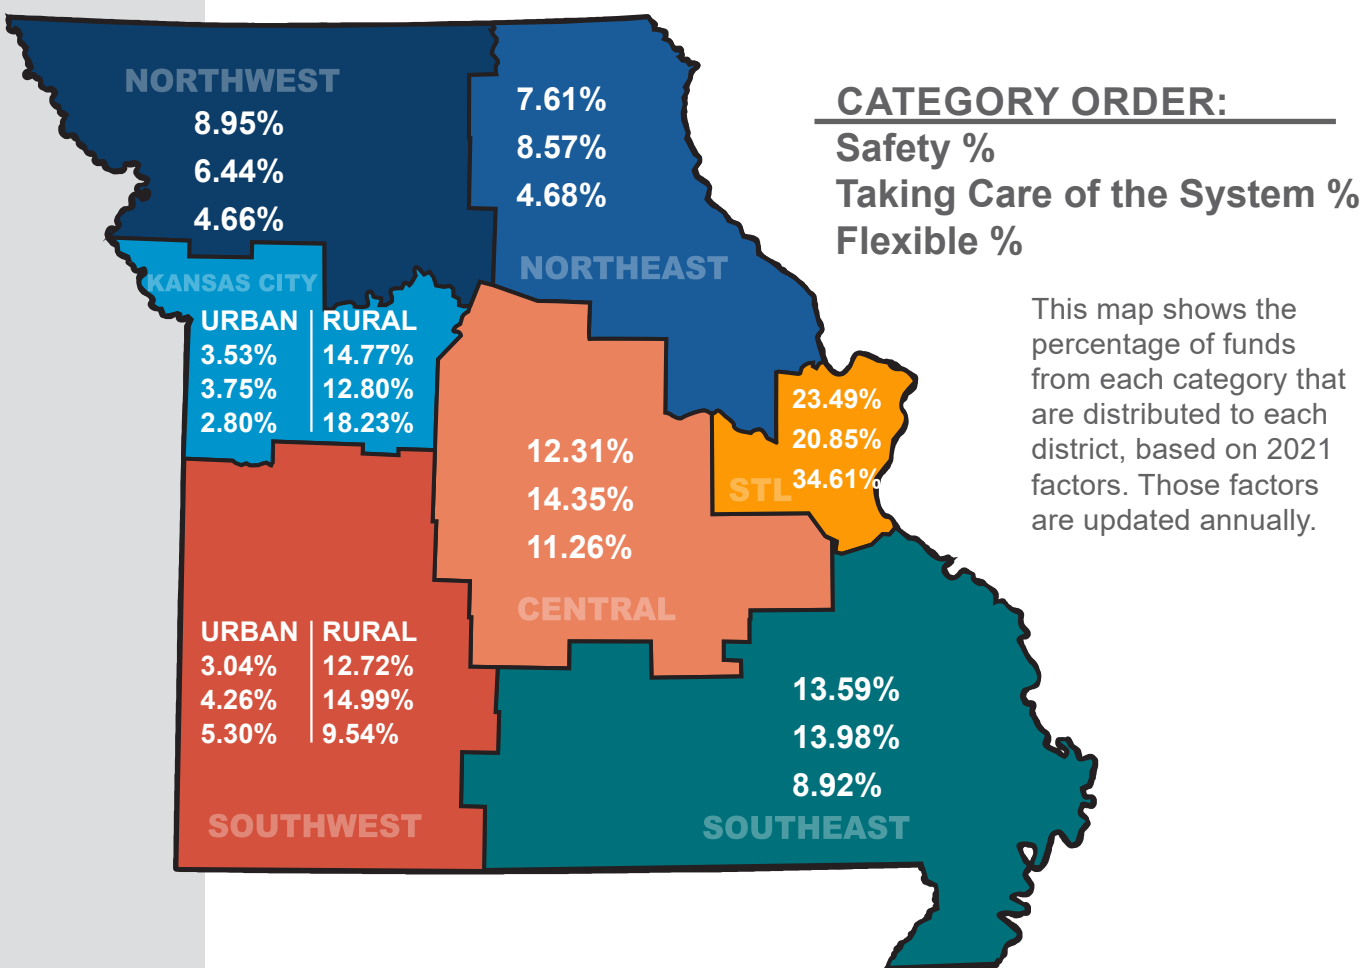 NORTHWEST
8.95%
6.44%
4.66%
7.61%
8.57%
4.68%
NORTHEAST
CATEGORY ORDER:
Safety %
Taking Care of the System %
Flexible %
This map shows the
percentage of funds
from each category that
are distributed to each
district, based on 2021
factors. Those factors
are updated annually.
KANSAS CITY
URBAN RURAL
3.53% 14.77%
3.75% 12.80%
2.80% 18.23%
23.49%
20.85%
34.61%
STL
12.31%
14.35%
11.26%
CENTRAL
URBAN RURAL
3.04% 12.72%
4.26% 14.99%
5.30% 9.54%
SOUTHWEST
13.59%
13.98%
8.92%
SOUTHEAST